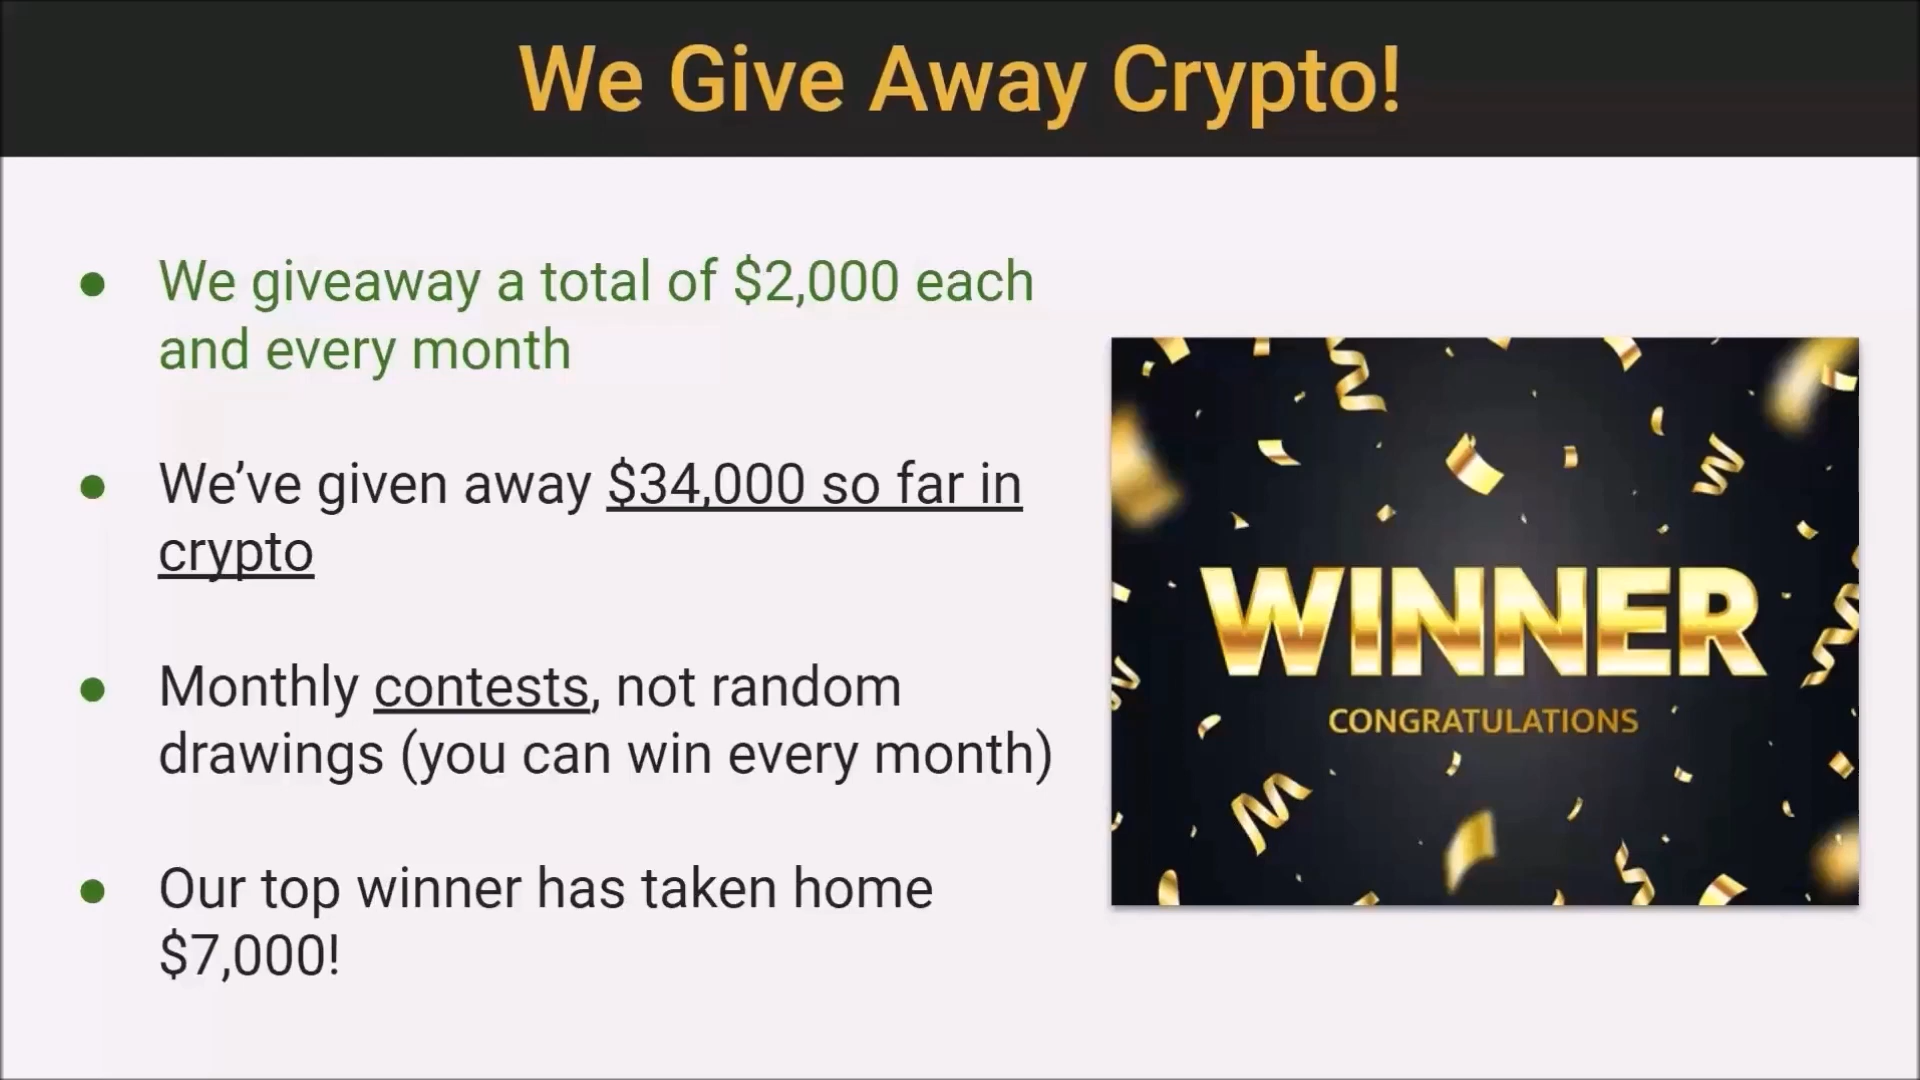 We Give Away Crypto!
We giveaway a total of $2,000 each
and every month
We’ve given away $34,000 so far in
crypto
Monthly contests, not random
drawings (you can win every month)
Our top winner has taken home
$7,000!
WINNER
CONGRATULATIONS